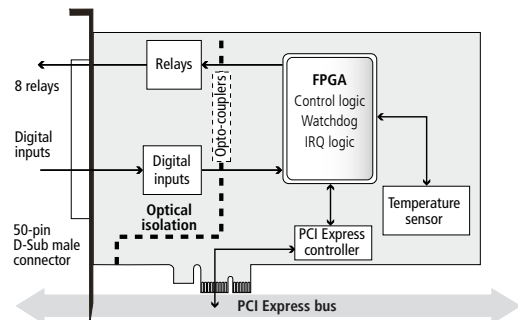 Relays
8 relays
Opto-couplers
FPGA
Control logic
Watchdog
IRQ logic
Digital
inputs
Digital
inputs
Optical
isolation
Temperature
sensor
50-pin
D-Sub male
connector
PCI Express
controller
PCI Express bus